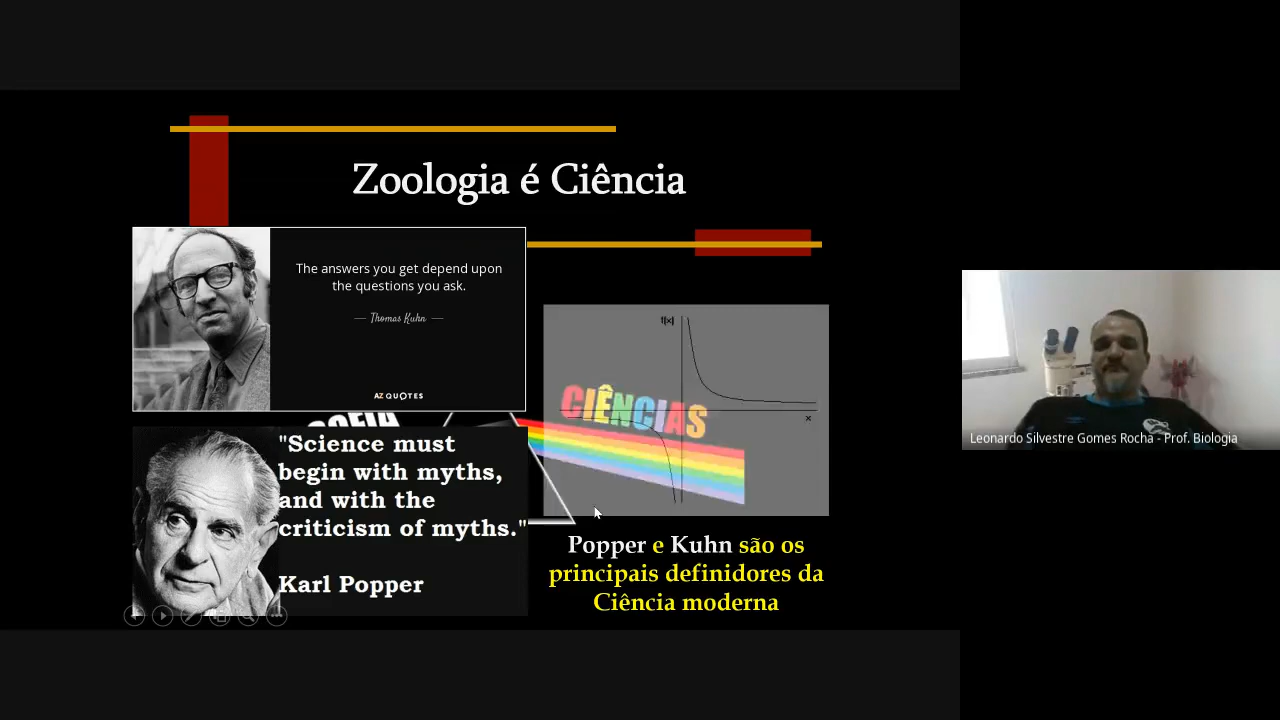 Zoologia é Ciência
The answers you get depend upon
the questions you ask.
— Thomas Kuhn —
AZ QUOTES
f(x)
CIÊNCIAS
x
"Science must
begin with myths,
and with the
criticism of myths."
Karl Popper
Popper e Kuhn são os
principais definidores da
Ciência moderna
Leonardo Silvestre Gomes Rocha - Prof. Biologia